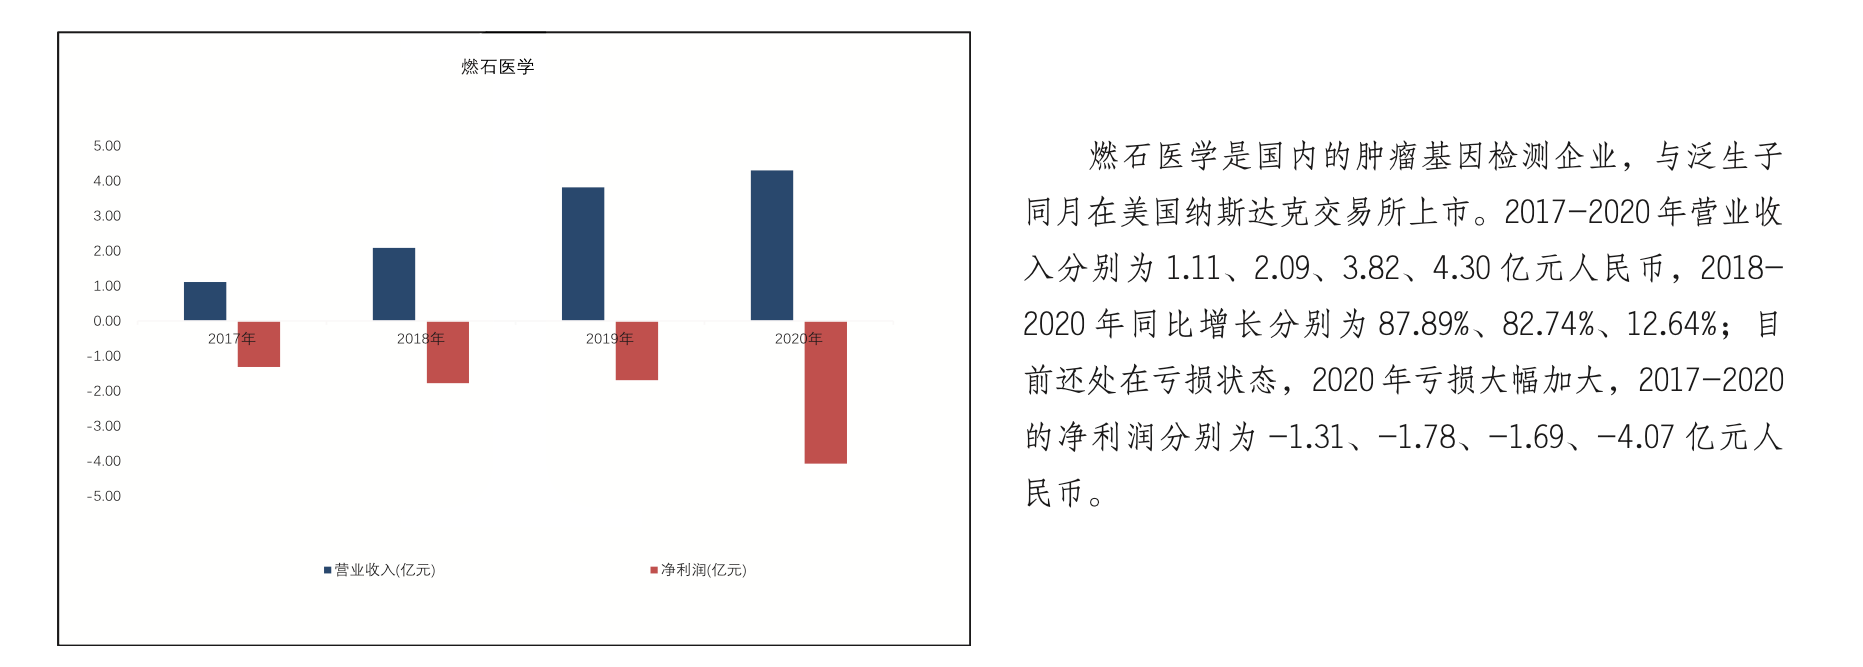 燃石医学
5.00
4.00
3.00
2.00
1.00
0.00
-1.00
-2.00
-3.00
-4.00
-5.00
2017年
2018年
2019年
2020年
营业收入(亿元)
净利润(亿元)
燃石医学是国内的肿瘤基因检测企业，与泛生子
同月在美国纳斯达克交易所上市。2017-2020年营业收
入分别为1.11、2.09、3.82、4.30亿元人民币，2018-
2020年同比增长分别为87.89%、82.74%、12.64%；目
前还处在亏损状态，2020年亏损大幅加大，2017-2020
的净利润分别为-1.31、-1.78、-1.69、-4.07亿元人
民币。